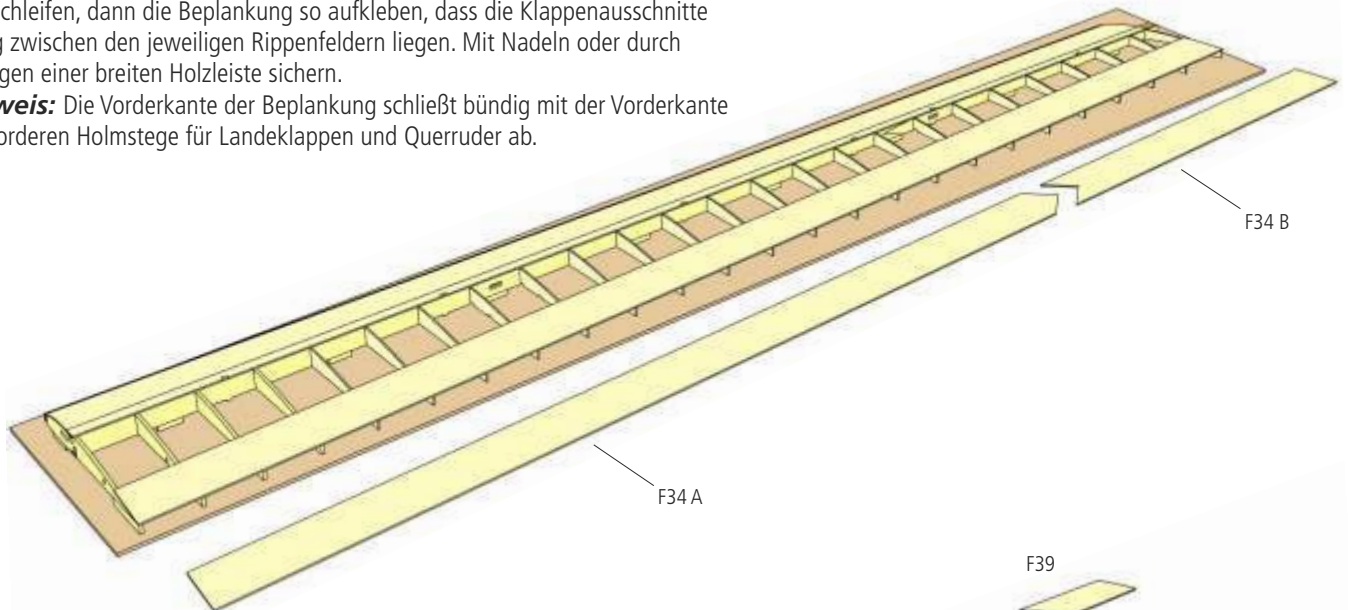 chleifen, dann die Beplankung so aufkleben, dass die Klappenausschnitte
g zwischen den jeweiligen Rippenfeldern liegen. Mit Nadeln oder durch
gen einer breiten Holzleiste sichern.
weis: Die Vorderkante der Beplankung schließt bündig mit der Vorderkante
orderen Holmstege für Landeklappen und Querruder ab.
F34 B
F34 A
F39